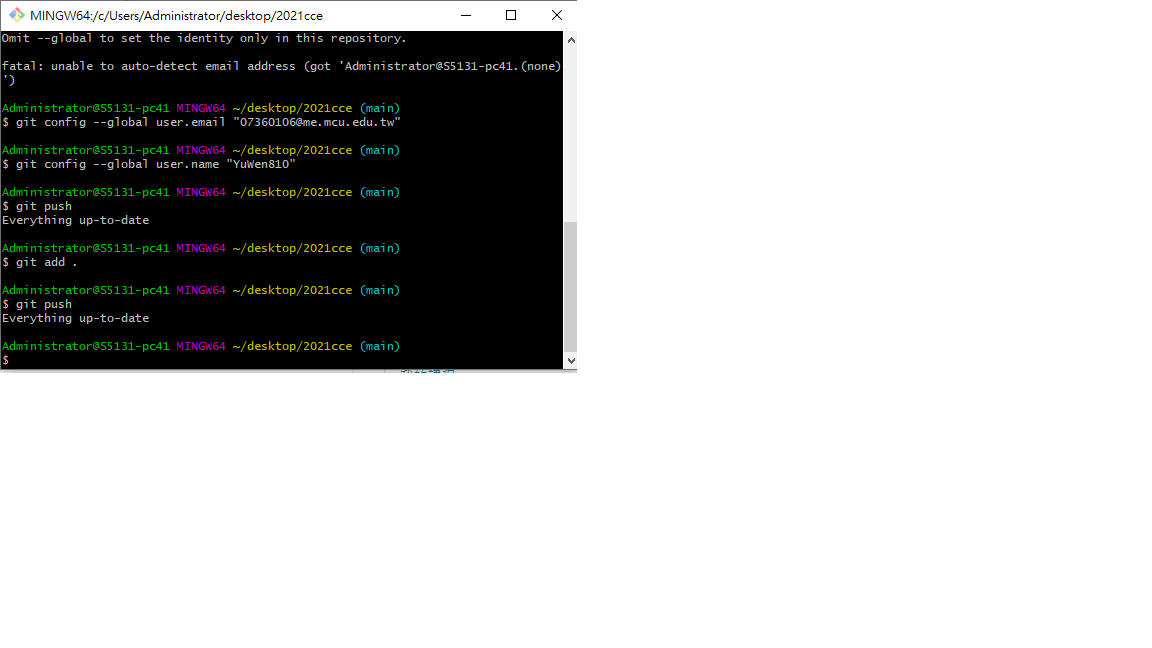 MINGW64:/c/Users/Administrator/desktop/2021cce
Omit --global to set the identity only in this repository.
fatal: unable to auto-detect email address (got 'Administrator@S5131-pc41.(none)
')
Administrator@S5131-pc41 MINGW64 ~/desktop/2021cce (main)
$ git config --global user.email "07360106@me.mcu.edu.tw"
Administrator@S5131-pc41 MINGW64 ~/desktop/2021cce (main)
$ git config --global user.name "YuWen810"
Administrator@S5131-pc41 MINGW64 ~/desktop/2021cce (main)
$ git push
Everything up-to-date
Administrator@S5131-pc41 MINGW64 ~/desktop/2021cce (main)
$ git add .
Administrator@S5131-pc41 MINGW64 ~/desktop/2021cce (main)
$ git push
Everything up-to-date
Administrator@S5131-pc41 MINGW64 ~/desktop/2021cce (main)
$